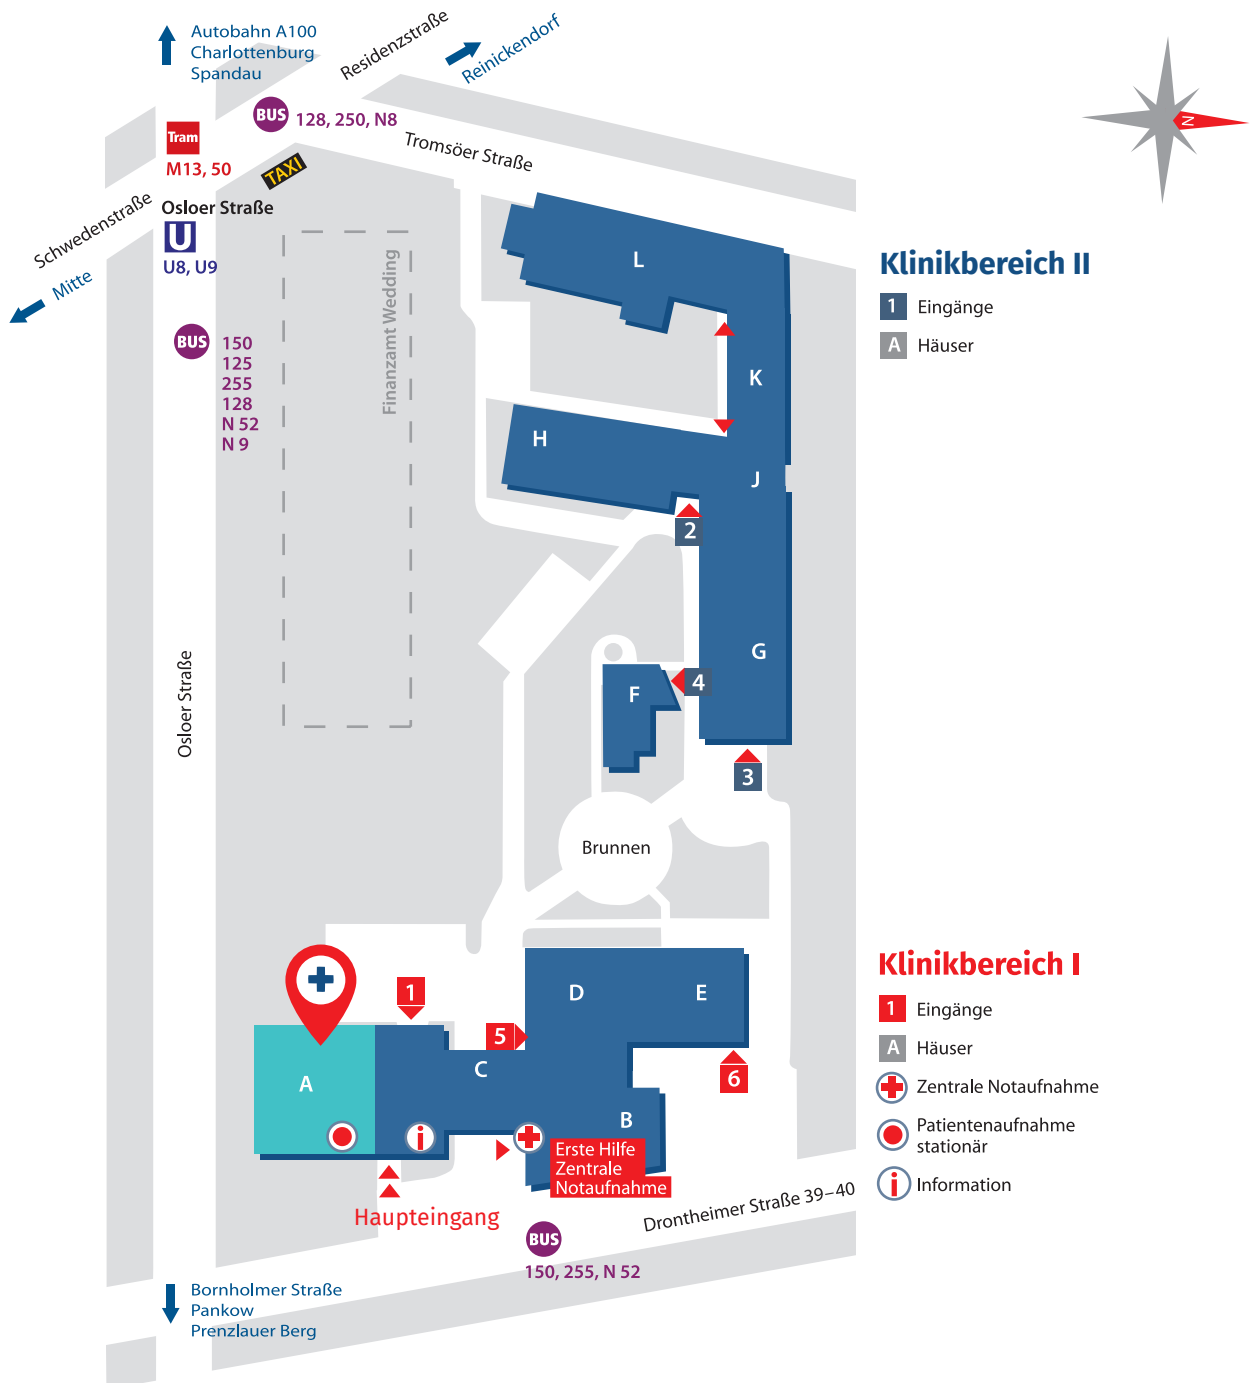 Autobahn A100
Charlottenburg
Spandau
Residenzstraße
Reinickendorf
BUS
128, 250, N8
Tram
M13, 50
TAXI
Tromsöer Straße
N
Schwedenstraße
Osloer Straße
U
U8, U9
Mitte
BUS
150
125
255
128
N 52
N 9
Finanzamt Wedding
L
K
H
J
2
G
F
4
3
Klinikbereich II
1 Eingänge
A Häuser
Osloer Straße
Brunnen
1
D
E
5
C
6
A
B
i
Erste Hilfe
Zentrale
Notaufnahme
Haupteingang
Drontheimer Straße 39–40
BUS
150, 255, N 52
Klinikbereich I
1 Eingänge
A Häuser
Zentrale Notaufnahme
Patientenaufnahme
stationär
i Information
Bornholmer Straße
Pankow
Prenzlauer Berg